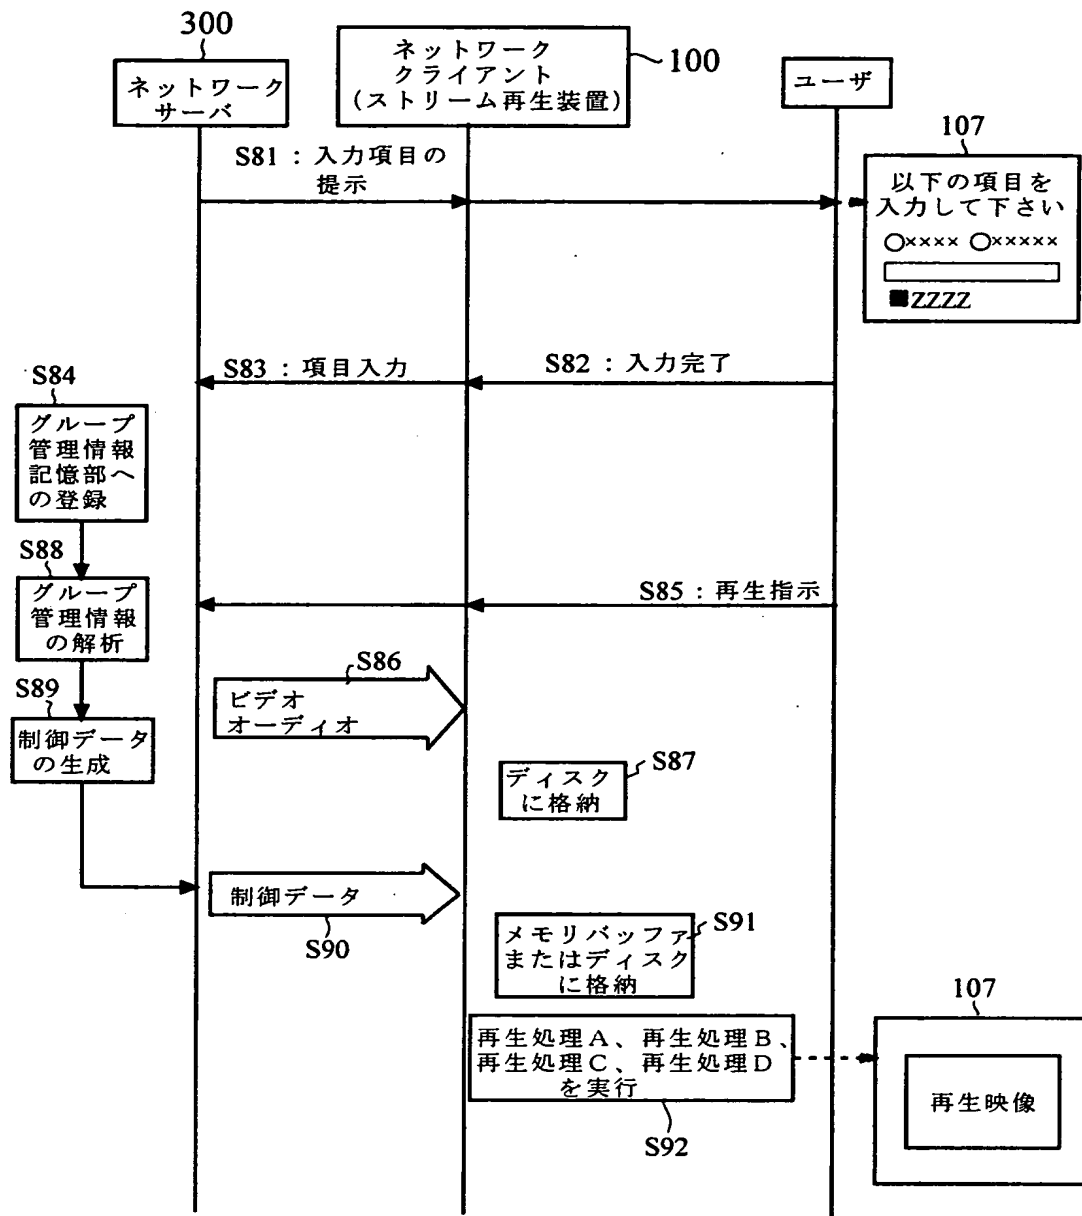 300
ネットワーク
サーバ
ネットワーク
クライアント
(ストリーム再生装置)
100
ユーザ
107
S81：入力項目の
提示
以下の項目を
入力して下さい
○×××× ○×××××
■ZZZZ
S83：項目入力
S82：入力完了
S84
グループ
管理情報
記憶部へ
の登録
S88
グループ
管理情報
の解析
S85：再生指示
S89
制御データ
の生成
S86
ビデオ
オーディオ
S87
ディスク
に格納
制御データ
S90
S91
メモリバッファ
またはディスク
に格納
再生処理A、再生処理B、
再生処理C、再生処理D
を実行
S92
107
再生映像